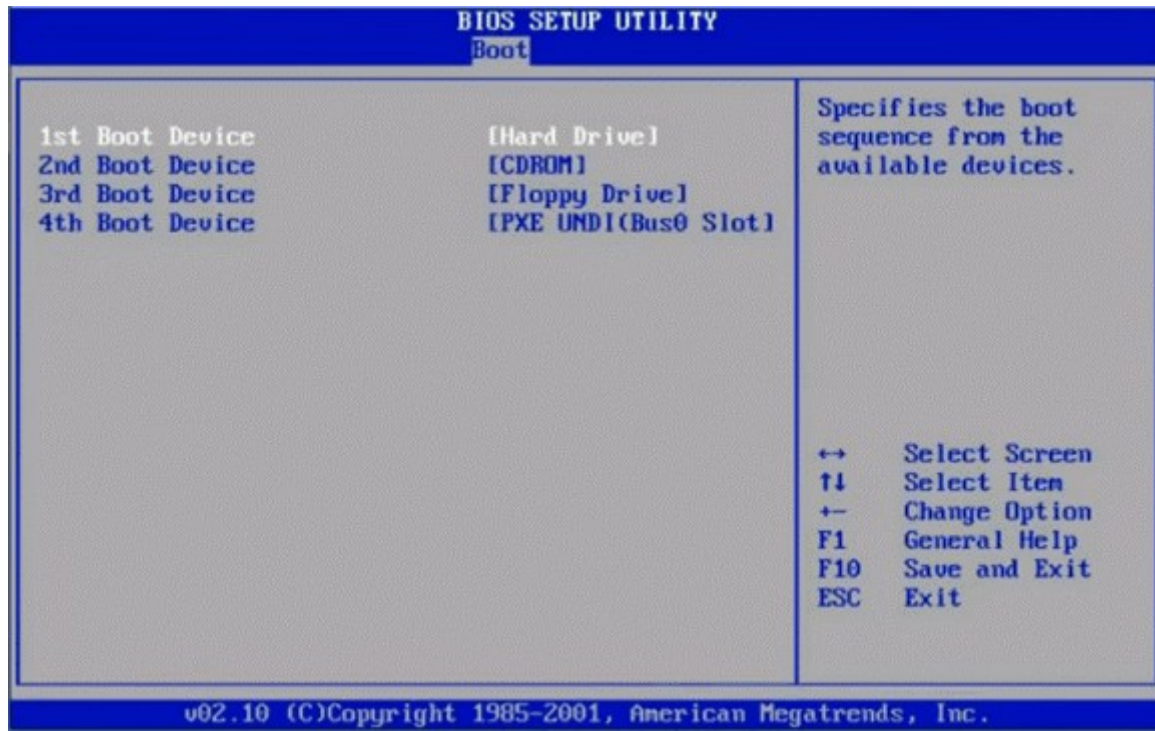 BIOS SETUP UTILITY
Boot
1st Boot Device [Hard Drive]
2nd Boot Device [CDROM]
3rd Boot Device [Floppy Drive]
4th Boot Device [PXE UNDI(Bus0 Slot]
Specifies the boot
sequence from the
available devices.
↔ Select Screen
↑↓ Select Item
+- Change Option
F1 General Help
F10 Save and Exit
ESC Exit
v02.10 (C)Copyright 1985-2001, American Megatrends, Inc.